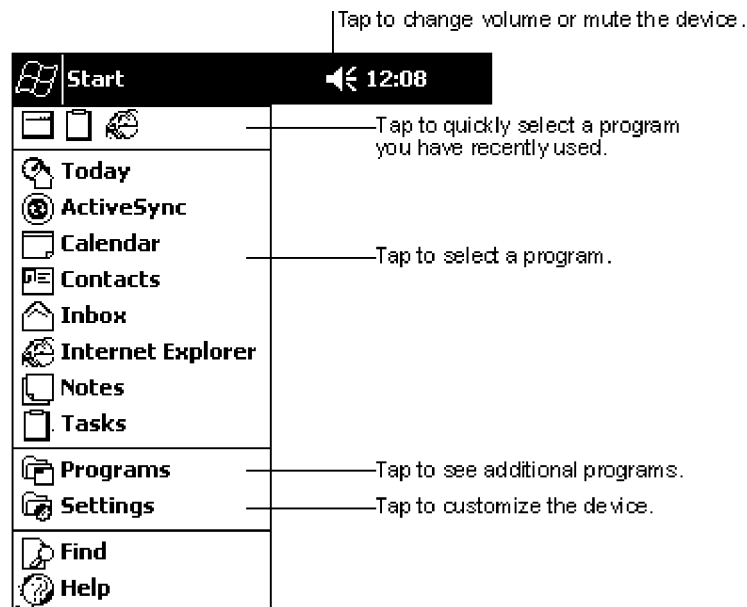 Tap to change volume or mute the device.
Start 12:08
Tap to quickly select a program
you have recently used.
Today
ActiveSync
Calendar
Tap to select a program.
Contacts
Inbox
Internet Explorer
Notes
Tasks
Programs
Tap to see additional programs.
Settings
Tap to customize the device.
Find
Help